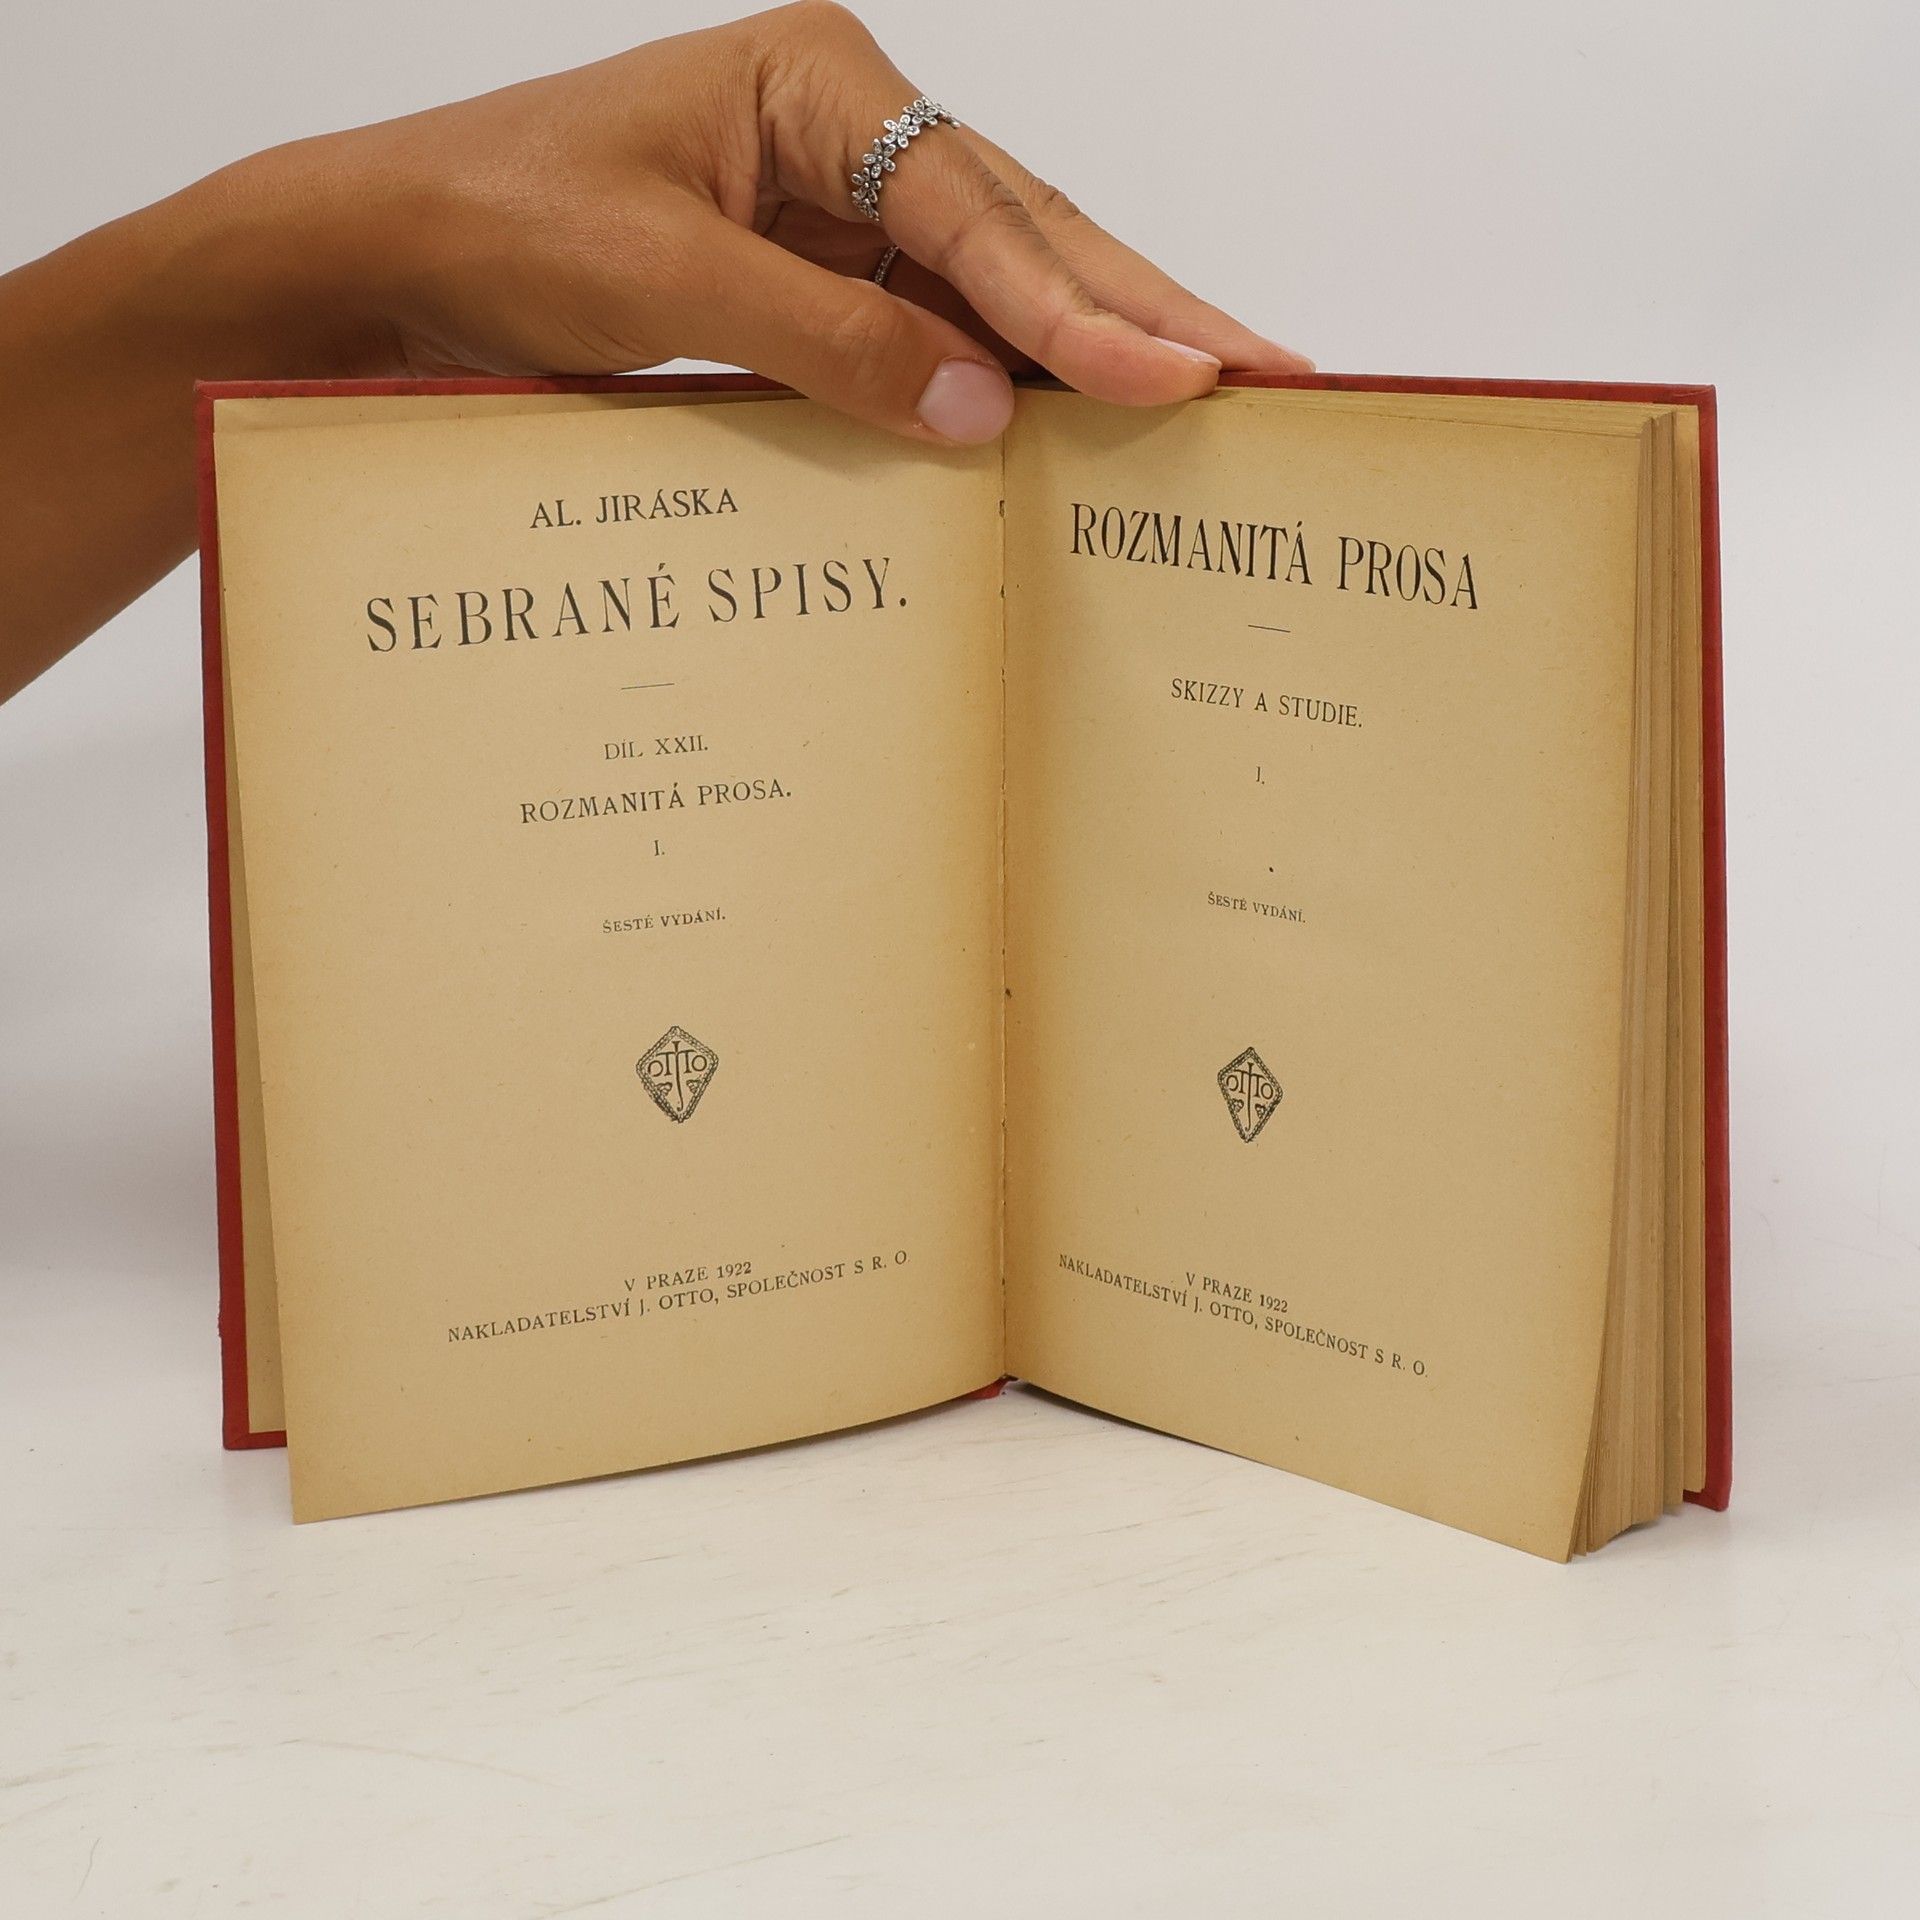 AL. JIRÁSKA
SEBRANÉ SPISY.
DÍL XXII.
ROZMANITÁ PROSA.
I.
ŠESTÉ VYDÁNÍ.
OTTO
V PRAZE 1922
NAKLADATELSTVÍ J. OTTO, SPOLEČNOST S R. O.
ROZMANITÁ PROSA
SKIZZY A STUDIE.
I.
ŠESTÉ VYDÁNÍ.
OTTO
V PRAZE 1922
NAKLADATELSTVÍ J. OTTO, SPOLEČNOST S R. O.